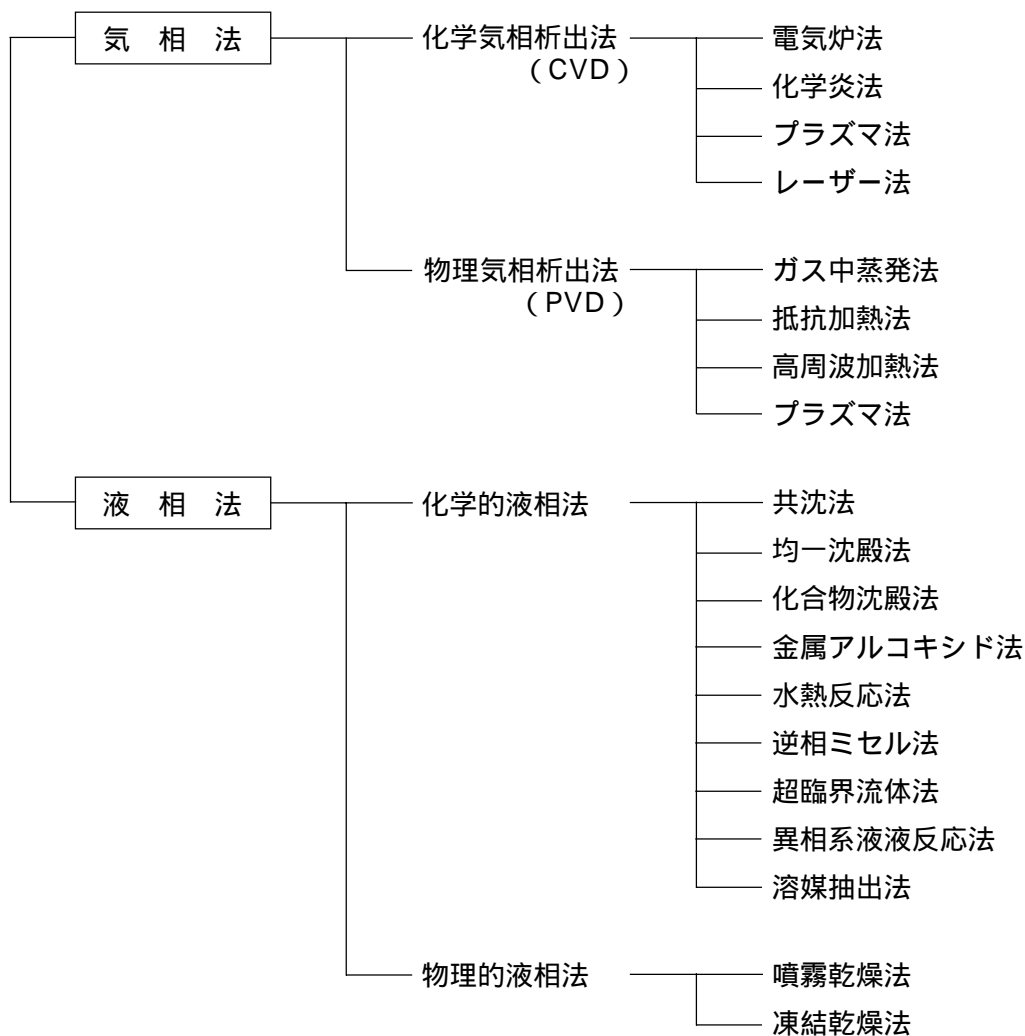 気 相 法
化学気相析出法
(CVD)
電気炉法
化学炎法
プラズマ法
レーザー法
物理気相析出法
(PVD)
ガス中蒸発法
抵抗加熱法
高周波加熱法
プラズマ法
液 相 法
化学的液相法
共沈法
均一沈殿法
化合物沈殿法
金属アルコキシド法
水熱反応法
逆相ミセル法
超臨界流体法
異相系液液反応法
溶媒抽出法
物理的液相法
噴霧乾燥法
凍結乾燥法